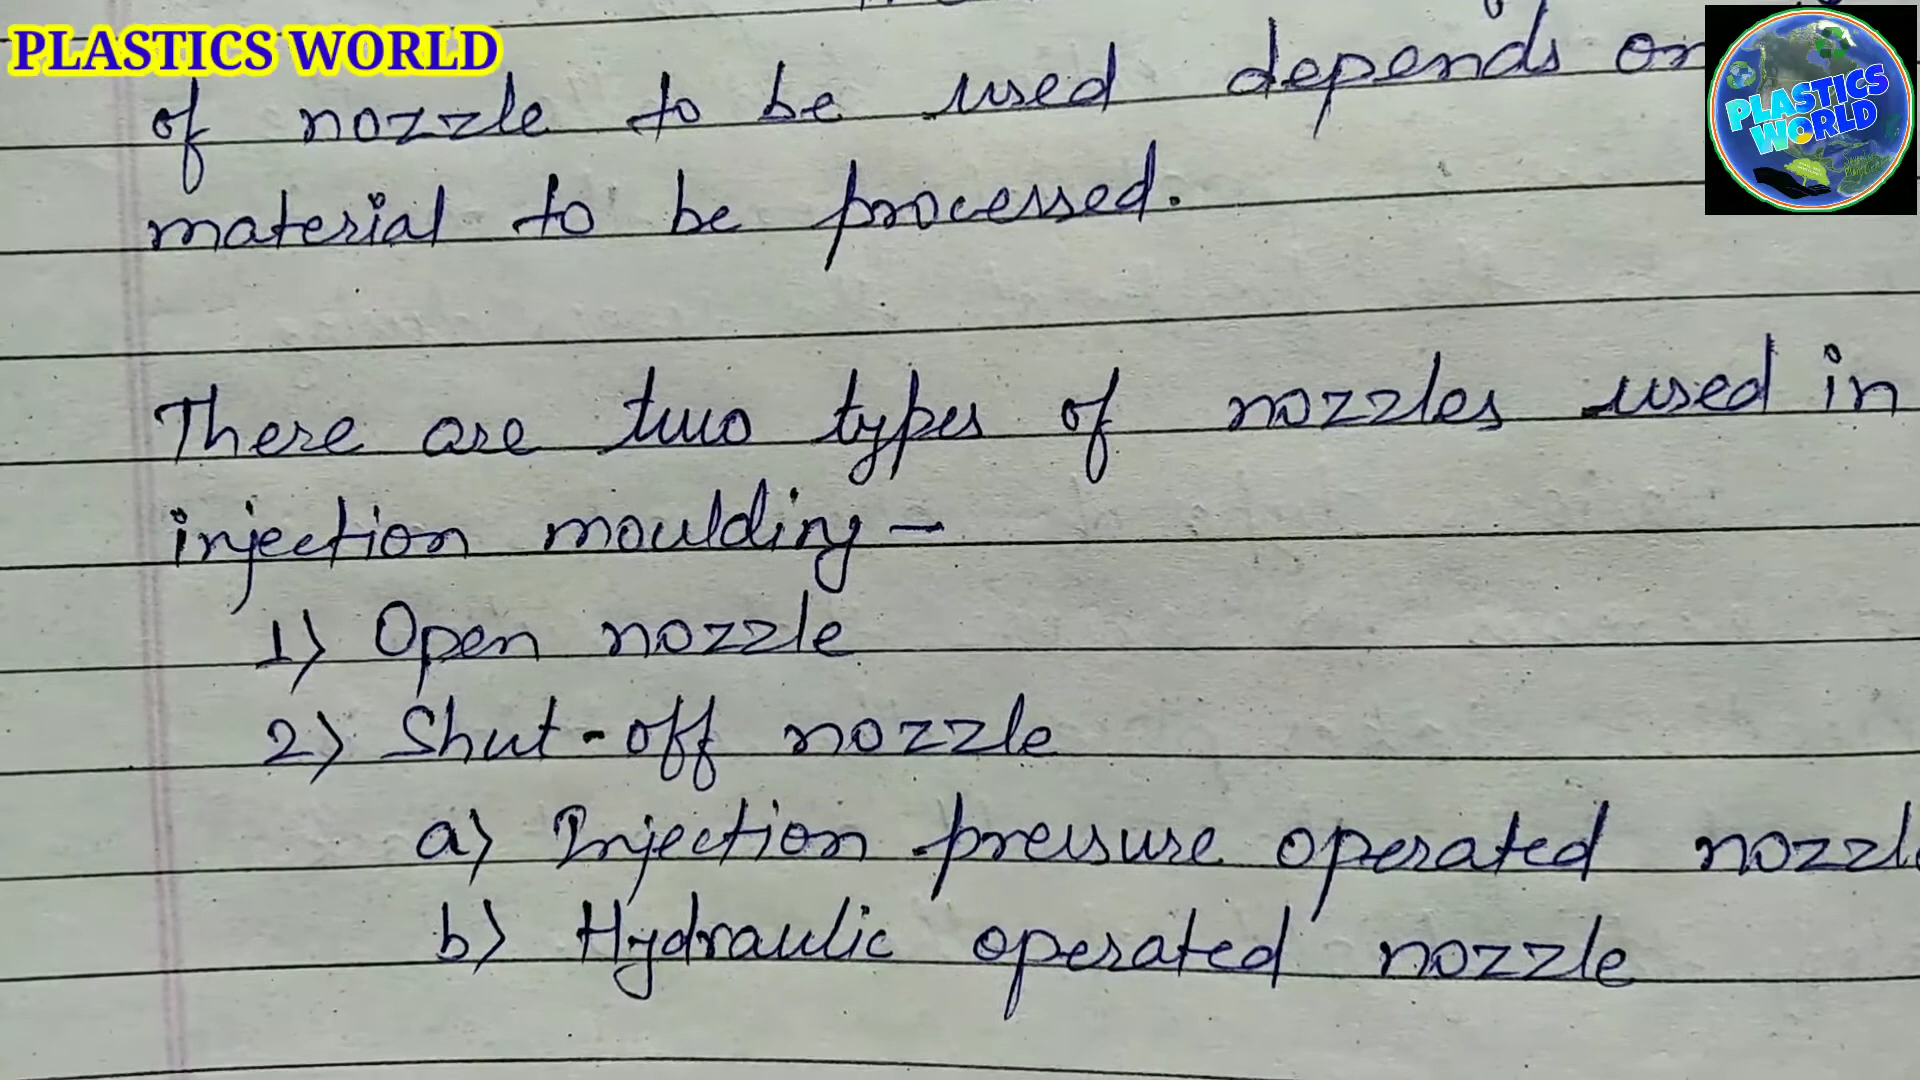 PLASTICS WORLD
of nozzle to be used depends on
PLASTICS
WORLD
material to be processed.
There are two types of nozzles used in
injection moulding -
1) Open nozzle
2) Shut-off nozzle
a) Injection pressure operated nozzle
b) Hydraulic operated nozzle